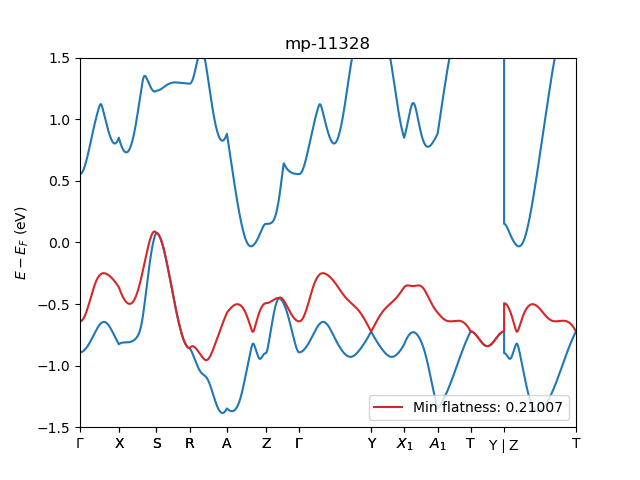 mp-11328
E − E_F (eV)
1.5
1.0
0.5
0.0
−0.5
−1.0
−1.5
Min flatness: 0.21007
Γ X S R A Z Γ Y X₁ A₁ T Y | Z T